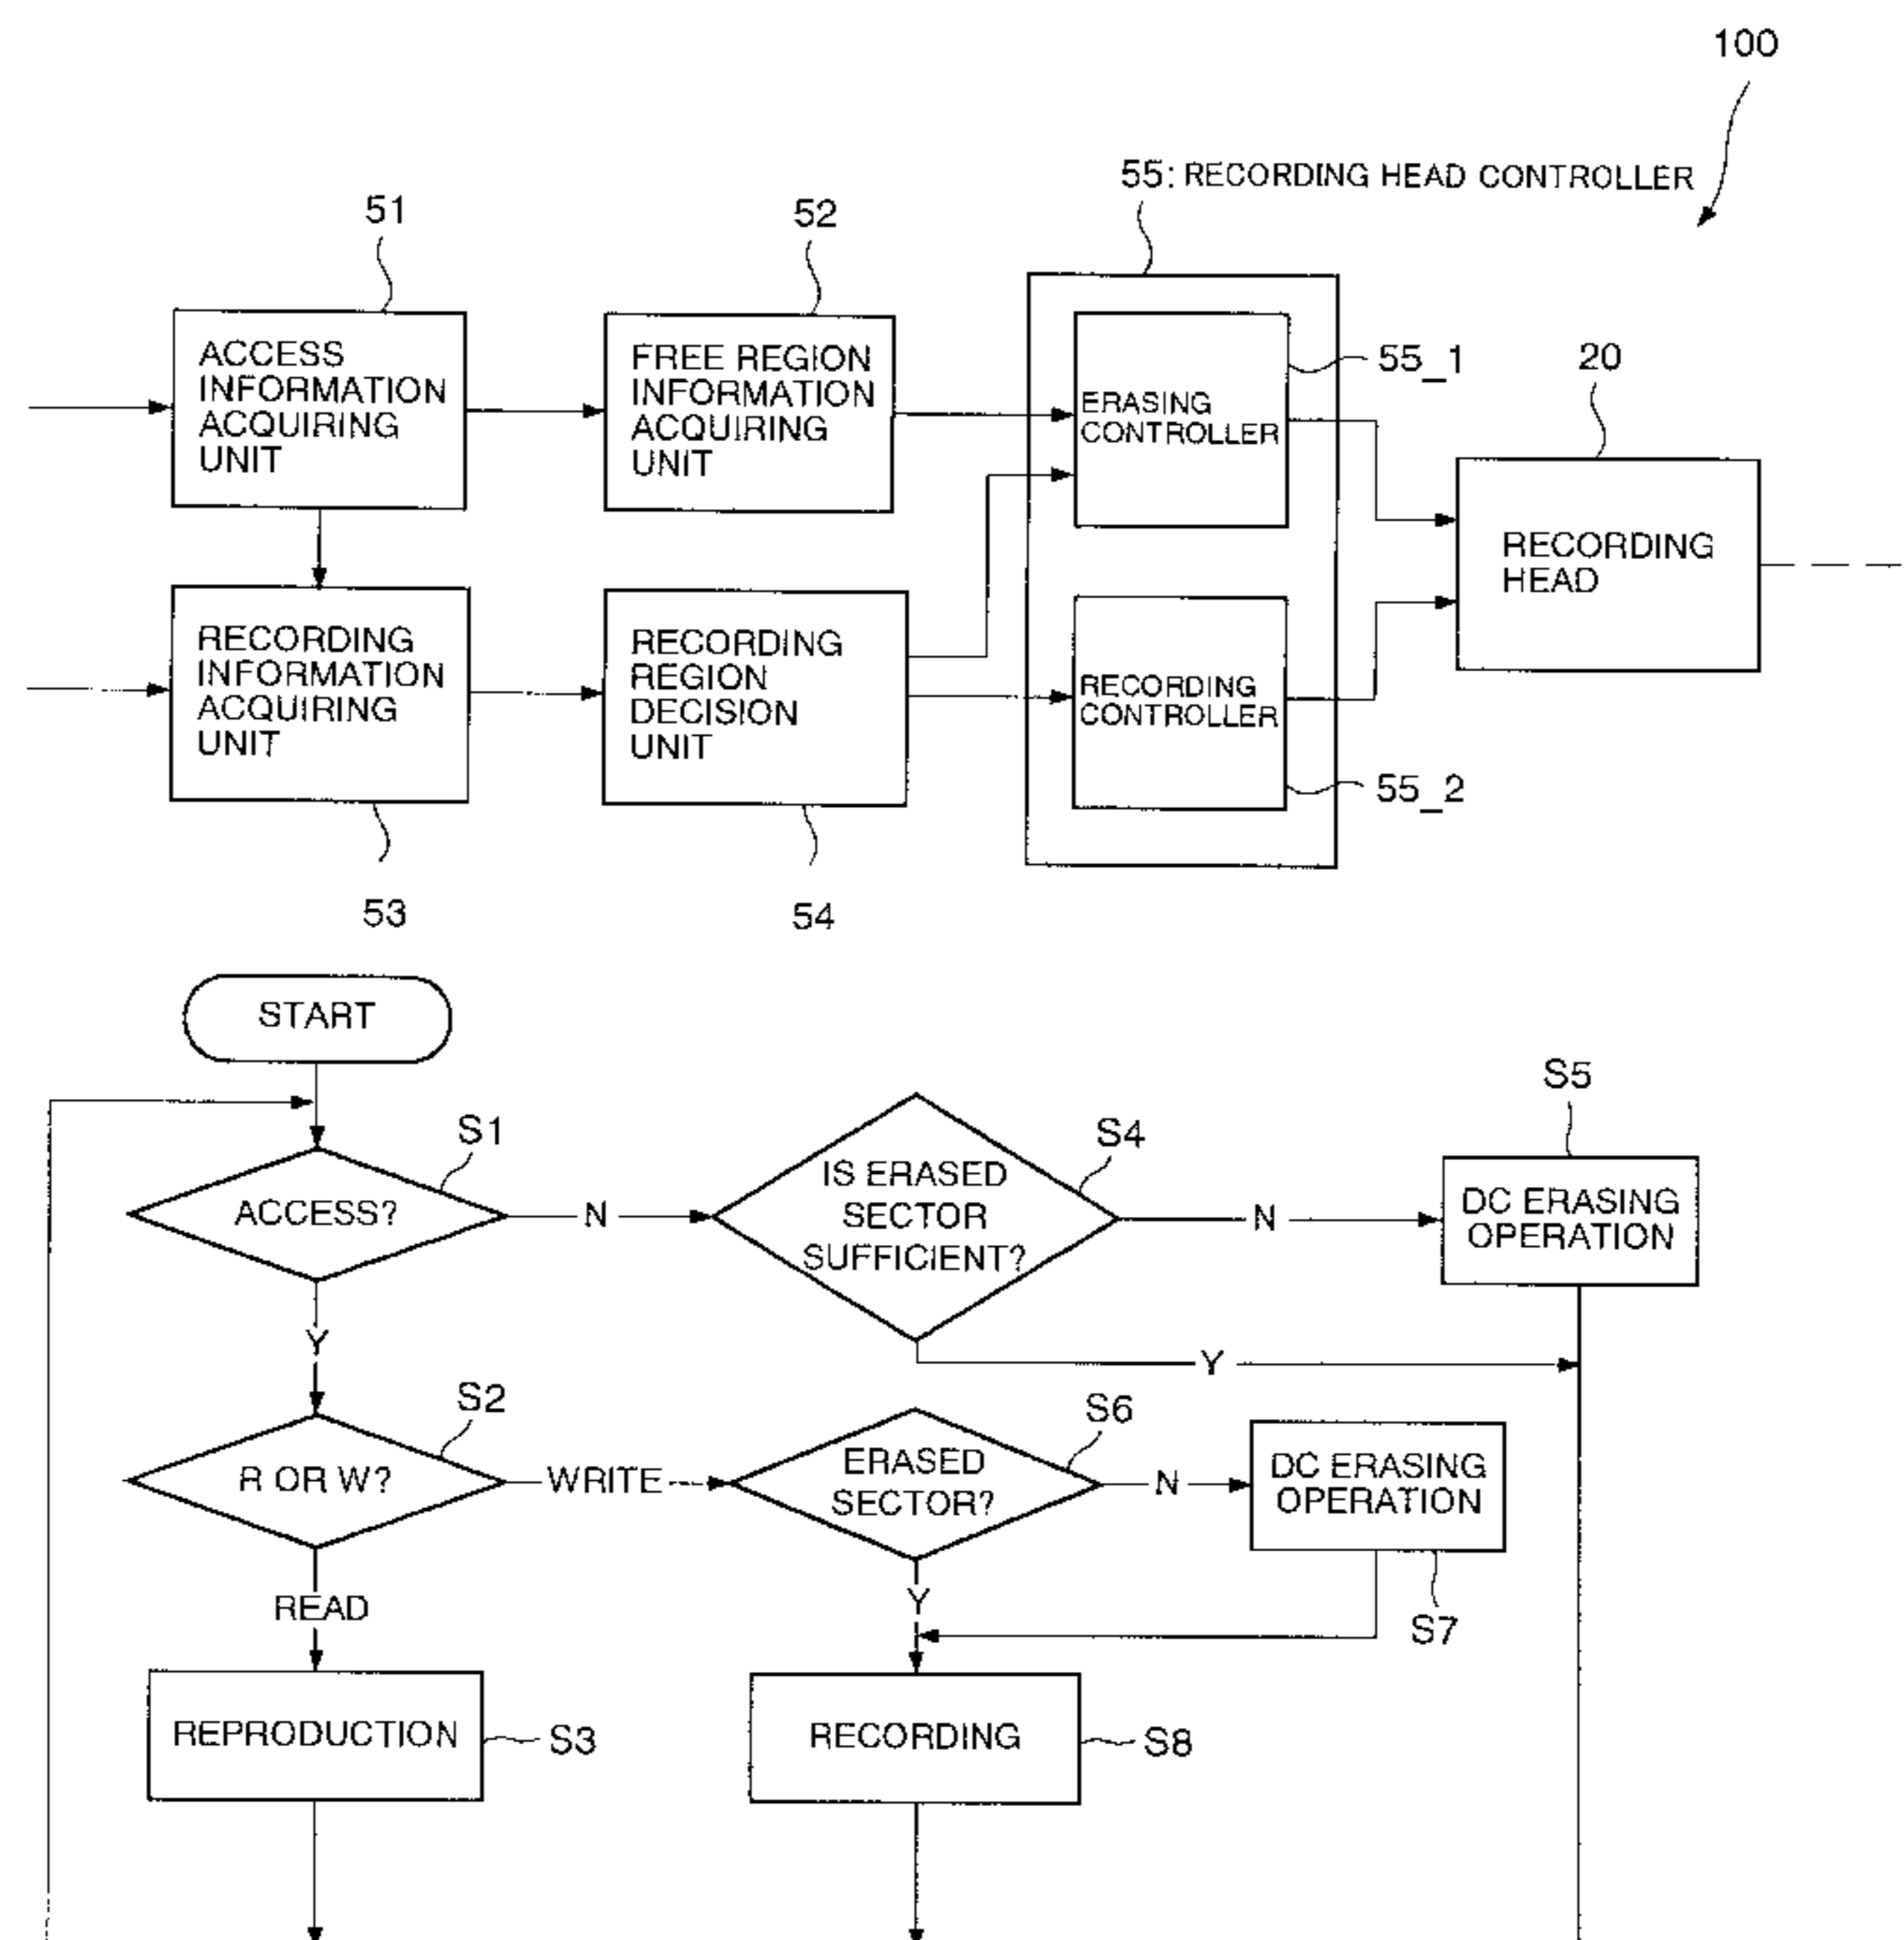 100
55: RECORDING HEAD CONTROLLER
51
52
ACCESS
INFORMATION
ACQUIRING
UNIT
FREE REGION
INFORMATION
ACQUIRING
UNIT
ERASING
CONTROLLER
55_1
20
RECORDING
HEAD
RECORDING
INFORMATION
ACQUIRING
UNIT
RECORDING
REGION
DECISION
UNIT
RECORDING
CONTROLLER
55_2
53
54
START
S1
ACCESS?
N
S4
IS ERASED
SECTOR
SUFFICIENT?
N
S5
DC ERASING
OPERATION
Y
Y
S2
R OR W?
WRITE
S6
ERASED
SECTOR?
N
DC ERASING
OPERATION
S7
READ
Y
REPRODUCTION
S3
RECORDING
S8